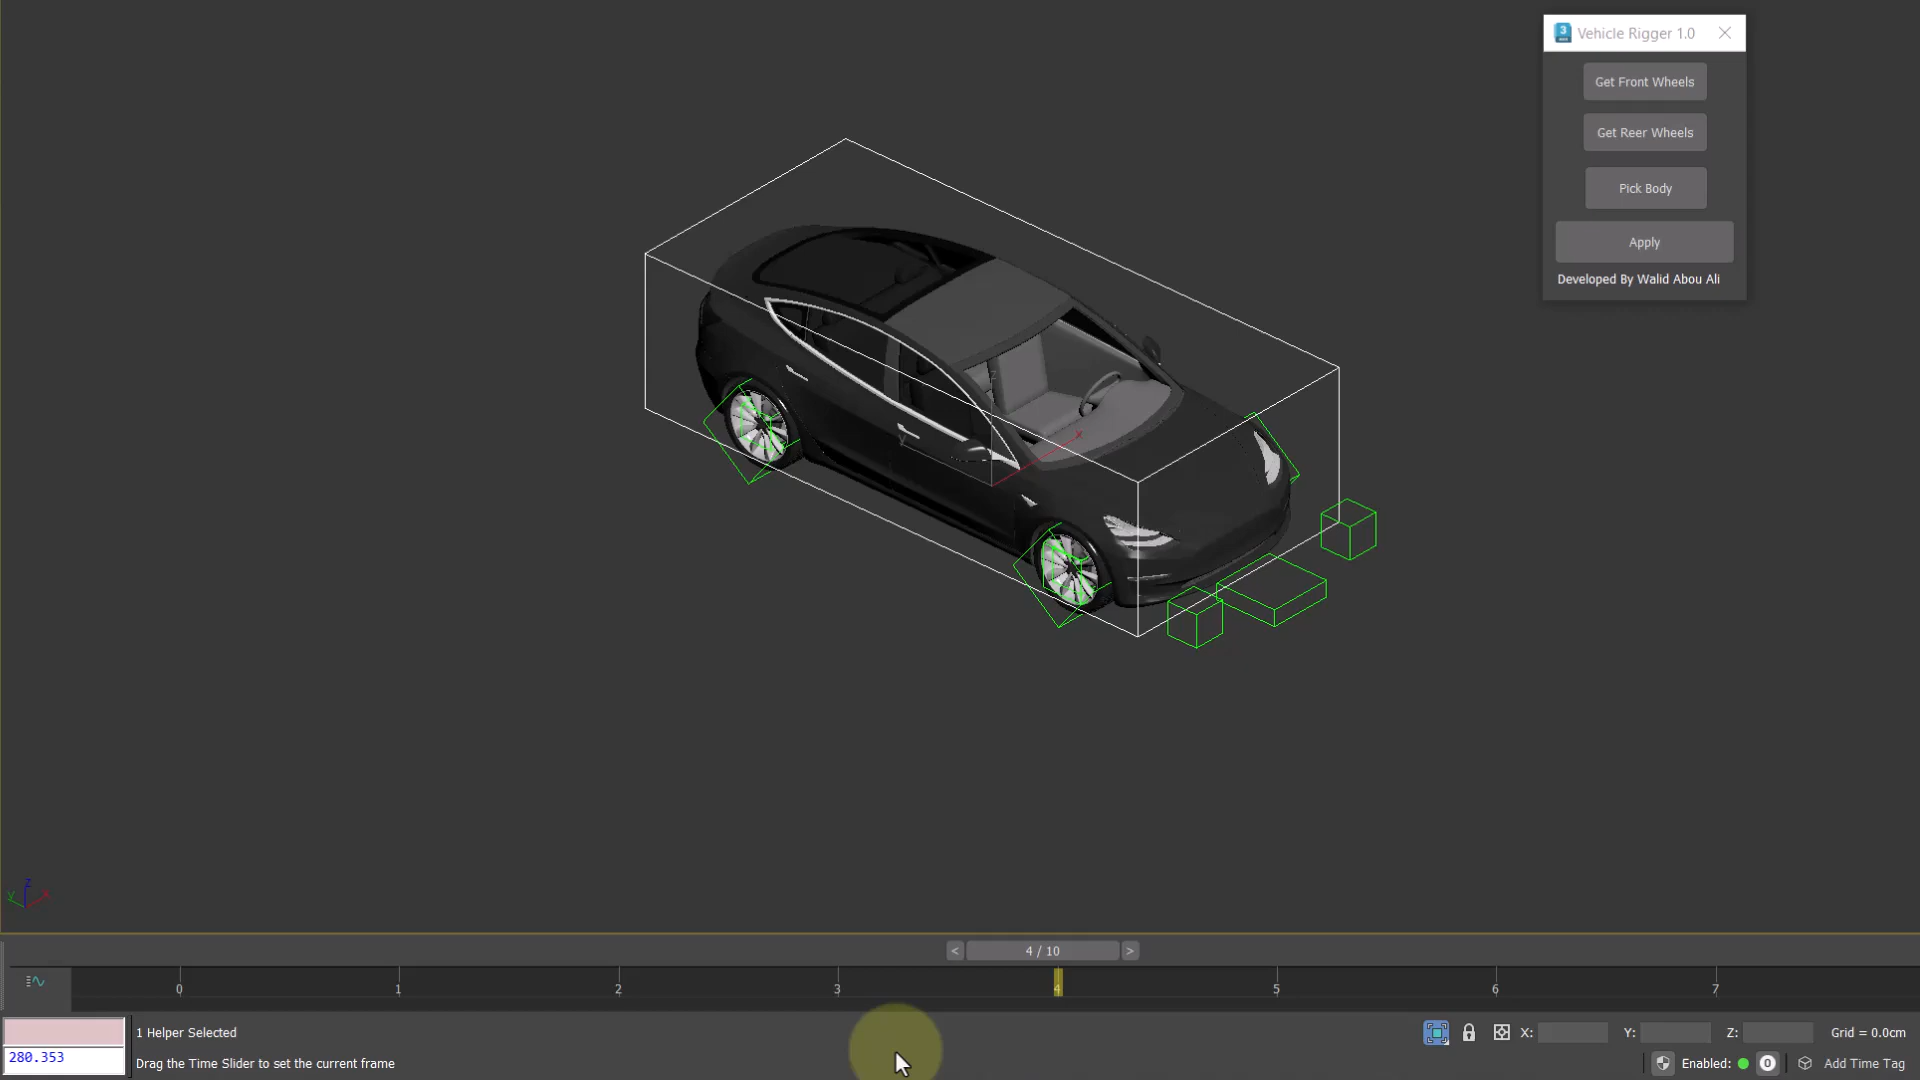 Vehicle Rigger 1.0
Get Front Wheels
Get Reer Wheels
Pick Body
Apply
Developed By Walid Abou Ali
z
x
y
z
y
x
< 4 / 10 >
0 1 2 3 4 5 6 7
1 Helper Selected
X: Y: Z: Grid = 0.0cm
280.353
Drag the Time Slider to set the current frame
Enabled: 0 Add Time Tag